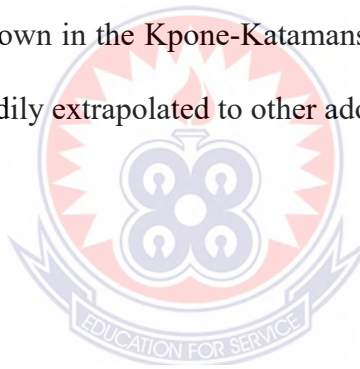 own in the Kpone-Katamans
dily extrapolated to other ado
EDUCATION FOR SERVICE